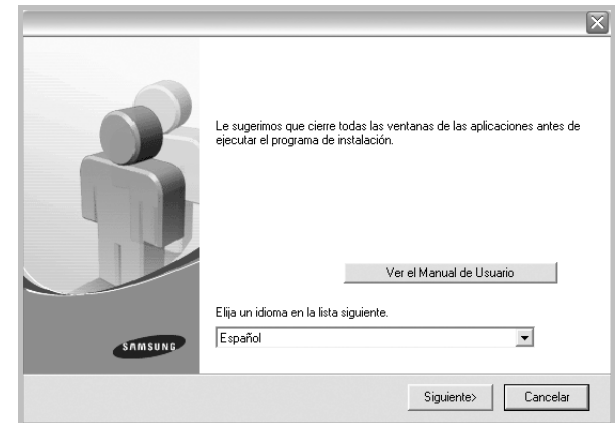 Le sugerimos que cierre todas las ventanas de las aplicaciones antes de
ejecutar el programa de instalación.
Ver el Manual de Usuario
Elija un idioma en la lista siguiente.
Español
SAMSUNG
Siguiente>
Cancelar